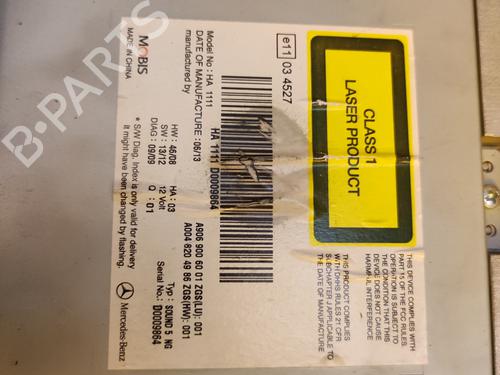 B-PARTS
MOBIS
MADE IN CHINA
Model No : HA 1111
DATE OF MANUFACTURE : 06/13
manufactured by
HA 1111 D0009864
HW : 46/08
SW : 13/12
DIAG : 09/05
HA : 03
12 Volt
Q : 01
* S/W Diag. Index is only valid for delivery
it might have been changed by flashing.
A906 900 60 01 ZGS(LU): 001
A004 820 49 86 ZGS(HW): 001
Typ : SOUND 5 NG
Serial No.: D0009864
Mercedes-Benz
e11
03 4527
CLASS 1
LASER PRODUCT
THIS PRODUCT COMPLIES
WITH DHHS RULES 21 CFR
SUBCHAPTER J APPLICABLE TO
THE DATE OF MANUFACTURE
THIS DEVICE COMPLIES WITH
PART 15 OF THE FCC RULES.
OPERATION IS SUBJECT TO
THE CONDITION THAT THIS
DEVICE DOES NOT CAUSE
HARMFUL INTERFERENCE